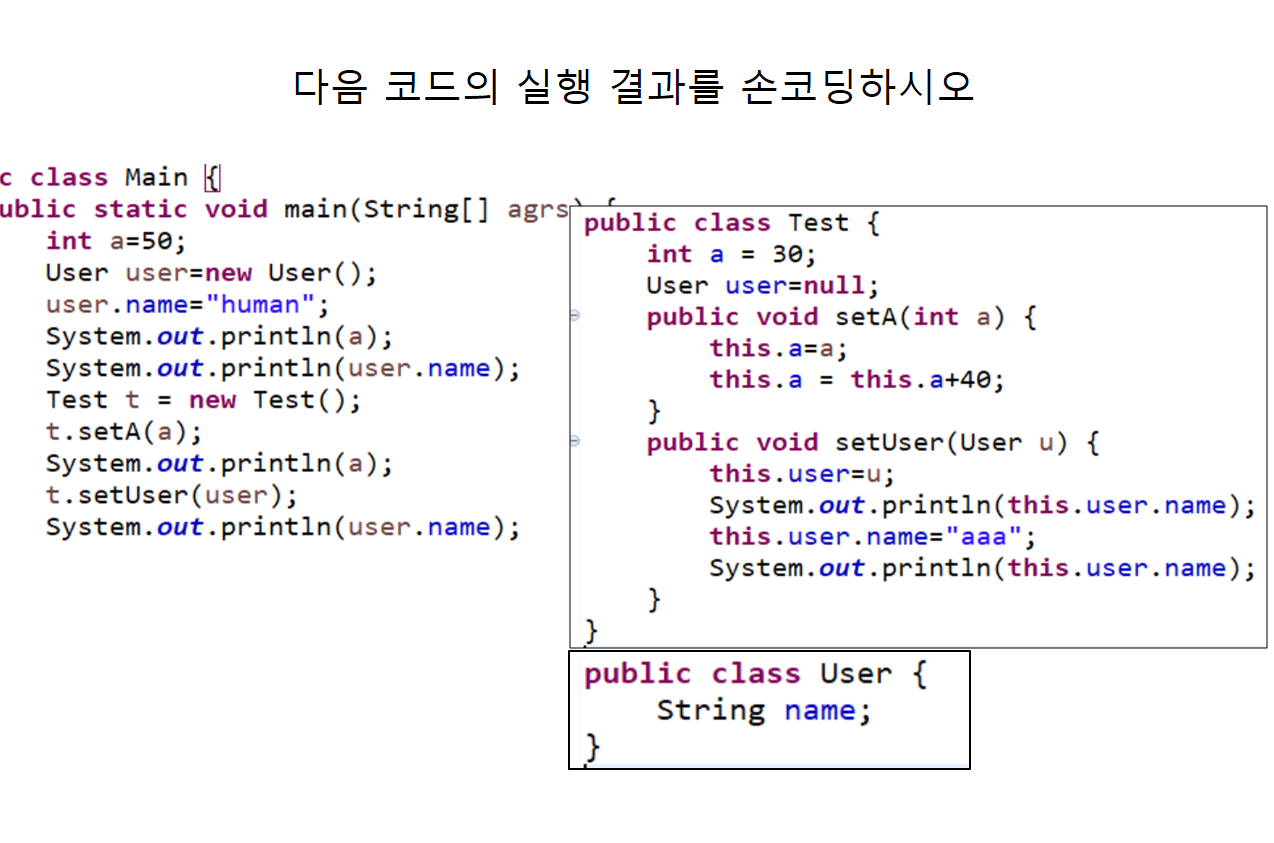 다음 코드의 실행 결과를 손코딩하시오
c class Main {
ublic static void main(String[] agrs) {
int a=50;
User user=new User();
user.name="human";
System.out.println(a);
System.out.println(user.name);
Test t = new Test();
t.setA(a);
System.out.println(a);
t.setUser(user);
System.out.println(user.name);
public class Test {
int a = 30;
User user=null;
public void setA(int a) {
this.a=a;
this.a = this.a+40;
}
public void setUser(User u) {
this.user=u;
System.out.println(this.user.name);
this.user.name="aaa";
System.out.println(this.user.name);
}
}
public class User {
String name;
}